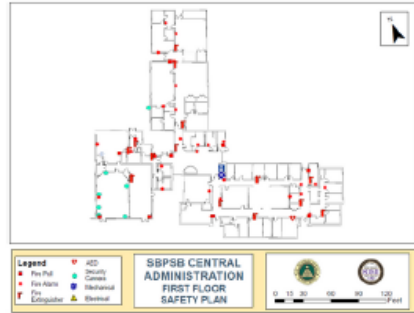 Legend
Fire Pull
Fire Alarm
Fire
Extinguisher
AED
Security
Camera
Mechanical
Electrical
SBPSB CENTRAL
ADMINISTRATION
FIRST FLOOR
SAFETY PLAN
0 15 30 60 90 120
Feet